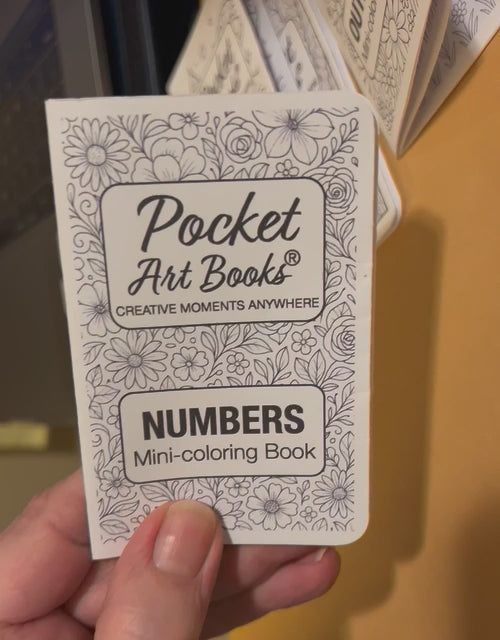 Pocket
Art Books®
CREATIVE MOMENTS ANYWHERE
NUMBERS
Mini-coloring Book